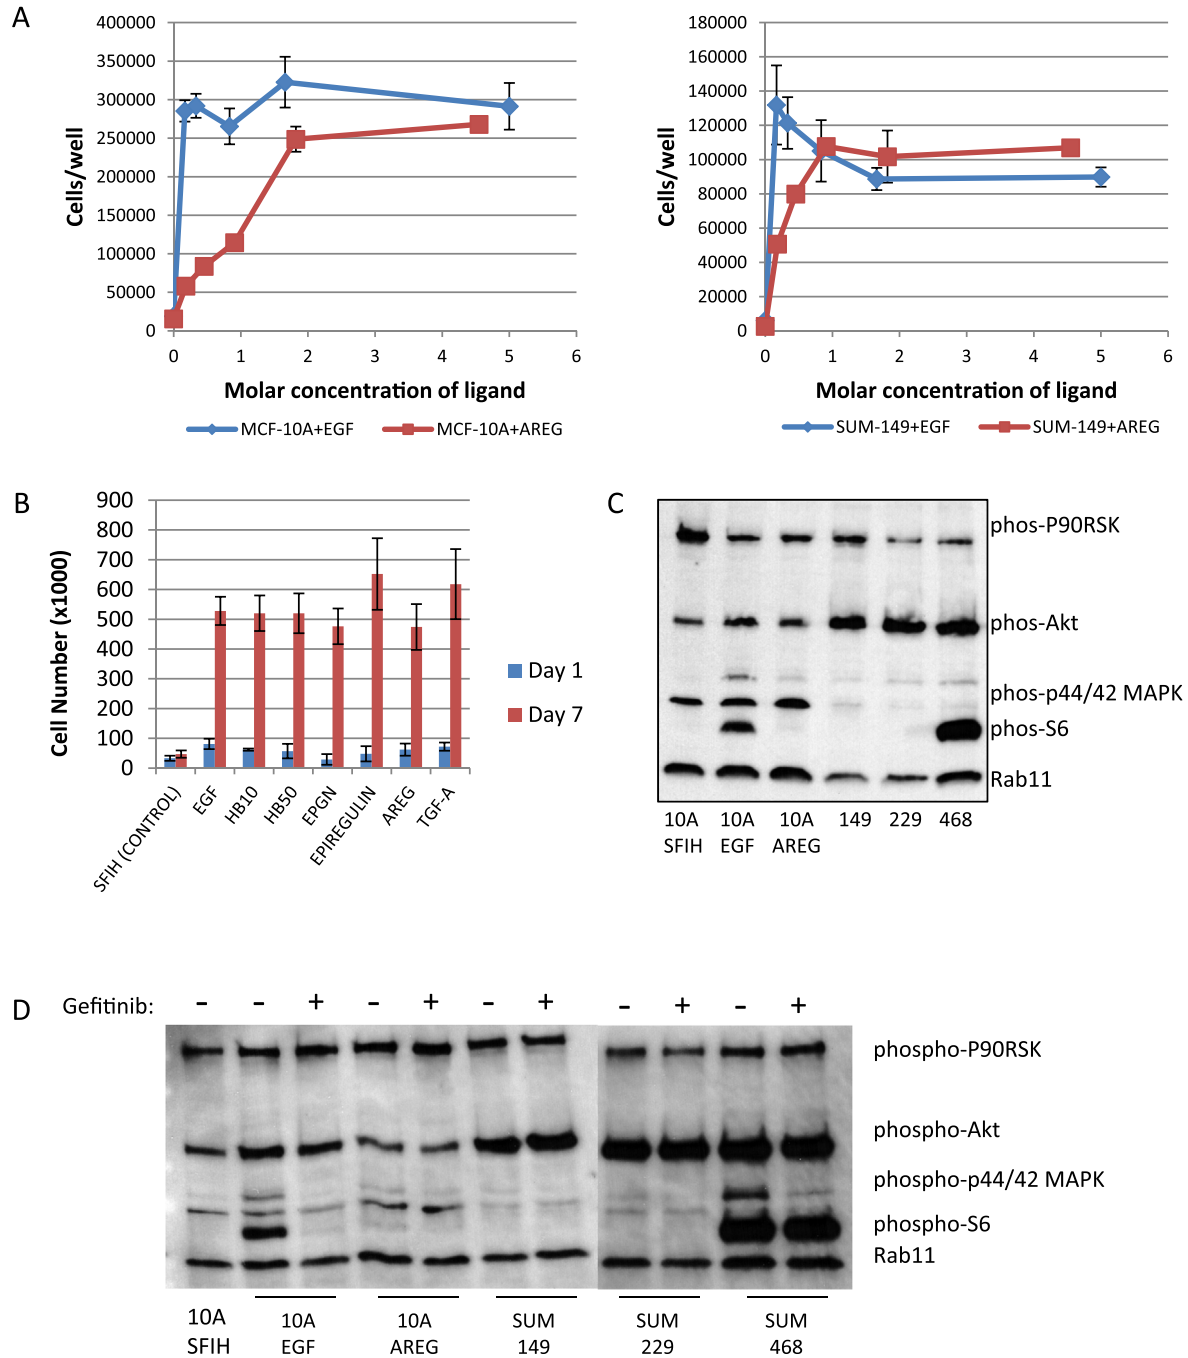 A
400000
350000
300000
250000
200000
150000
100000
50000
0
Cells/well
0 1 2 3 4 5 6
Molar concentration of ligand
MCF-10A+EGF MCF-10A+AREG
180000
160000
140000
120000
100000
80000
60000
40000
20000
0
Cells/well
0 1 2 3 4 5 6
Molar concentration of ligand
SUM-149+EGF SUM-149+AREG
B
900
800
700
600
500
400
300
200
100
0
Cell Number (x1000)
SFIH (CONTROL)
EGF
HB10
HB50
EPGN
EPIREGULIN
AREG
TGF-A
Day 1
Day 7
C
phos-P90RSK
phos-Akt
phos-p44/42 MAPK
phos-S6
Rab11
10A 10A 10A 149 229 468
SFIH EGF AREG
D
Gefitinib: - - + - + - + - + - +
phospho-P90RSK
phospho-Akt
phospho-p44/42 MAPK
phospho-S6
Rab11
10A 10A 10A SUM SUM SUM
SFIH EGF AREG 149 229 468